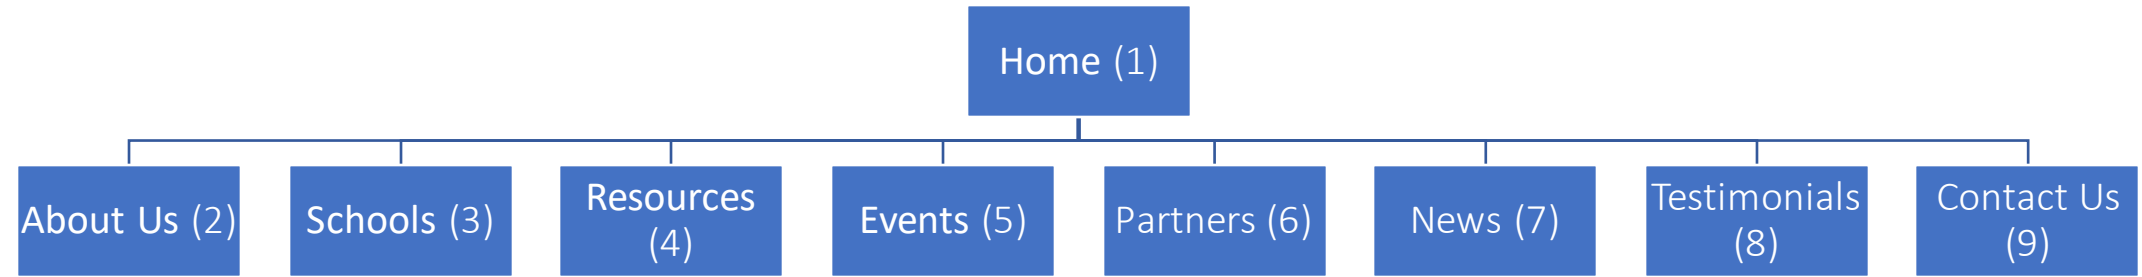 Home (1)
About Us (2)
Schools (3)
Resources
(4)
Events (5)
Partners (6)
News (7)
Testimonials
(8)
Contact Us
(9)